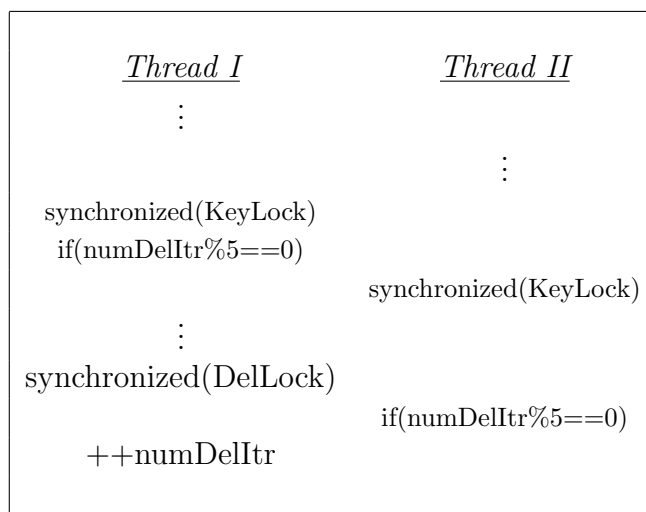 Thread I Thread II
⋮
⋮
synchronized(KeyLock)
if(numDelItr%5==0)
synchronized(KeyLock)
⋮
synchronized(DelLock)
if(numDelItr%5==0)
++numDelItr